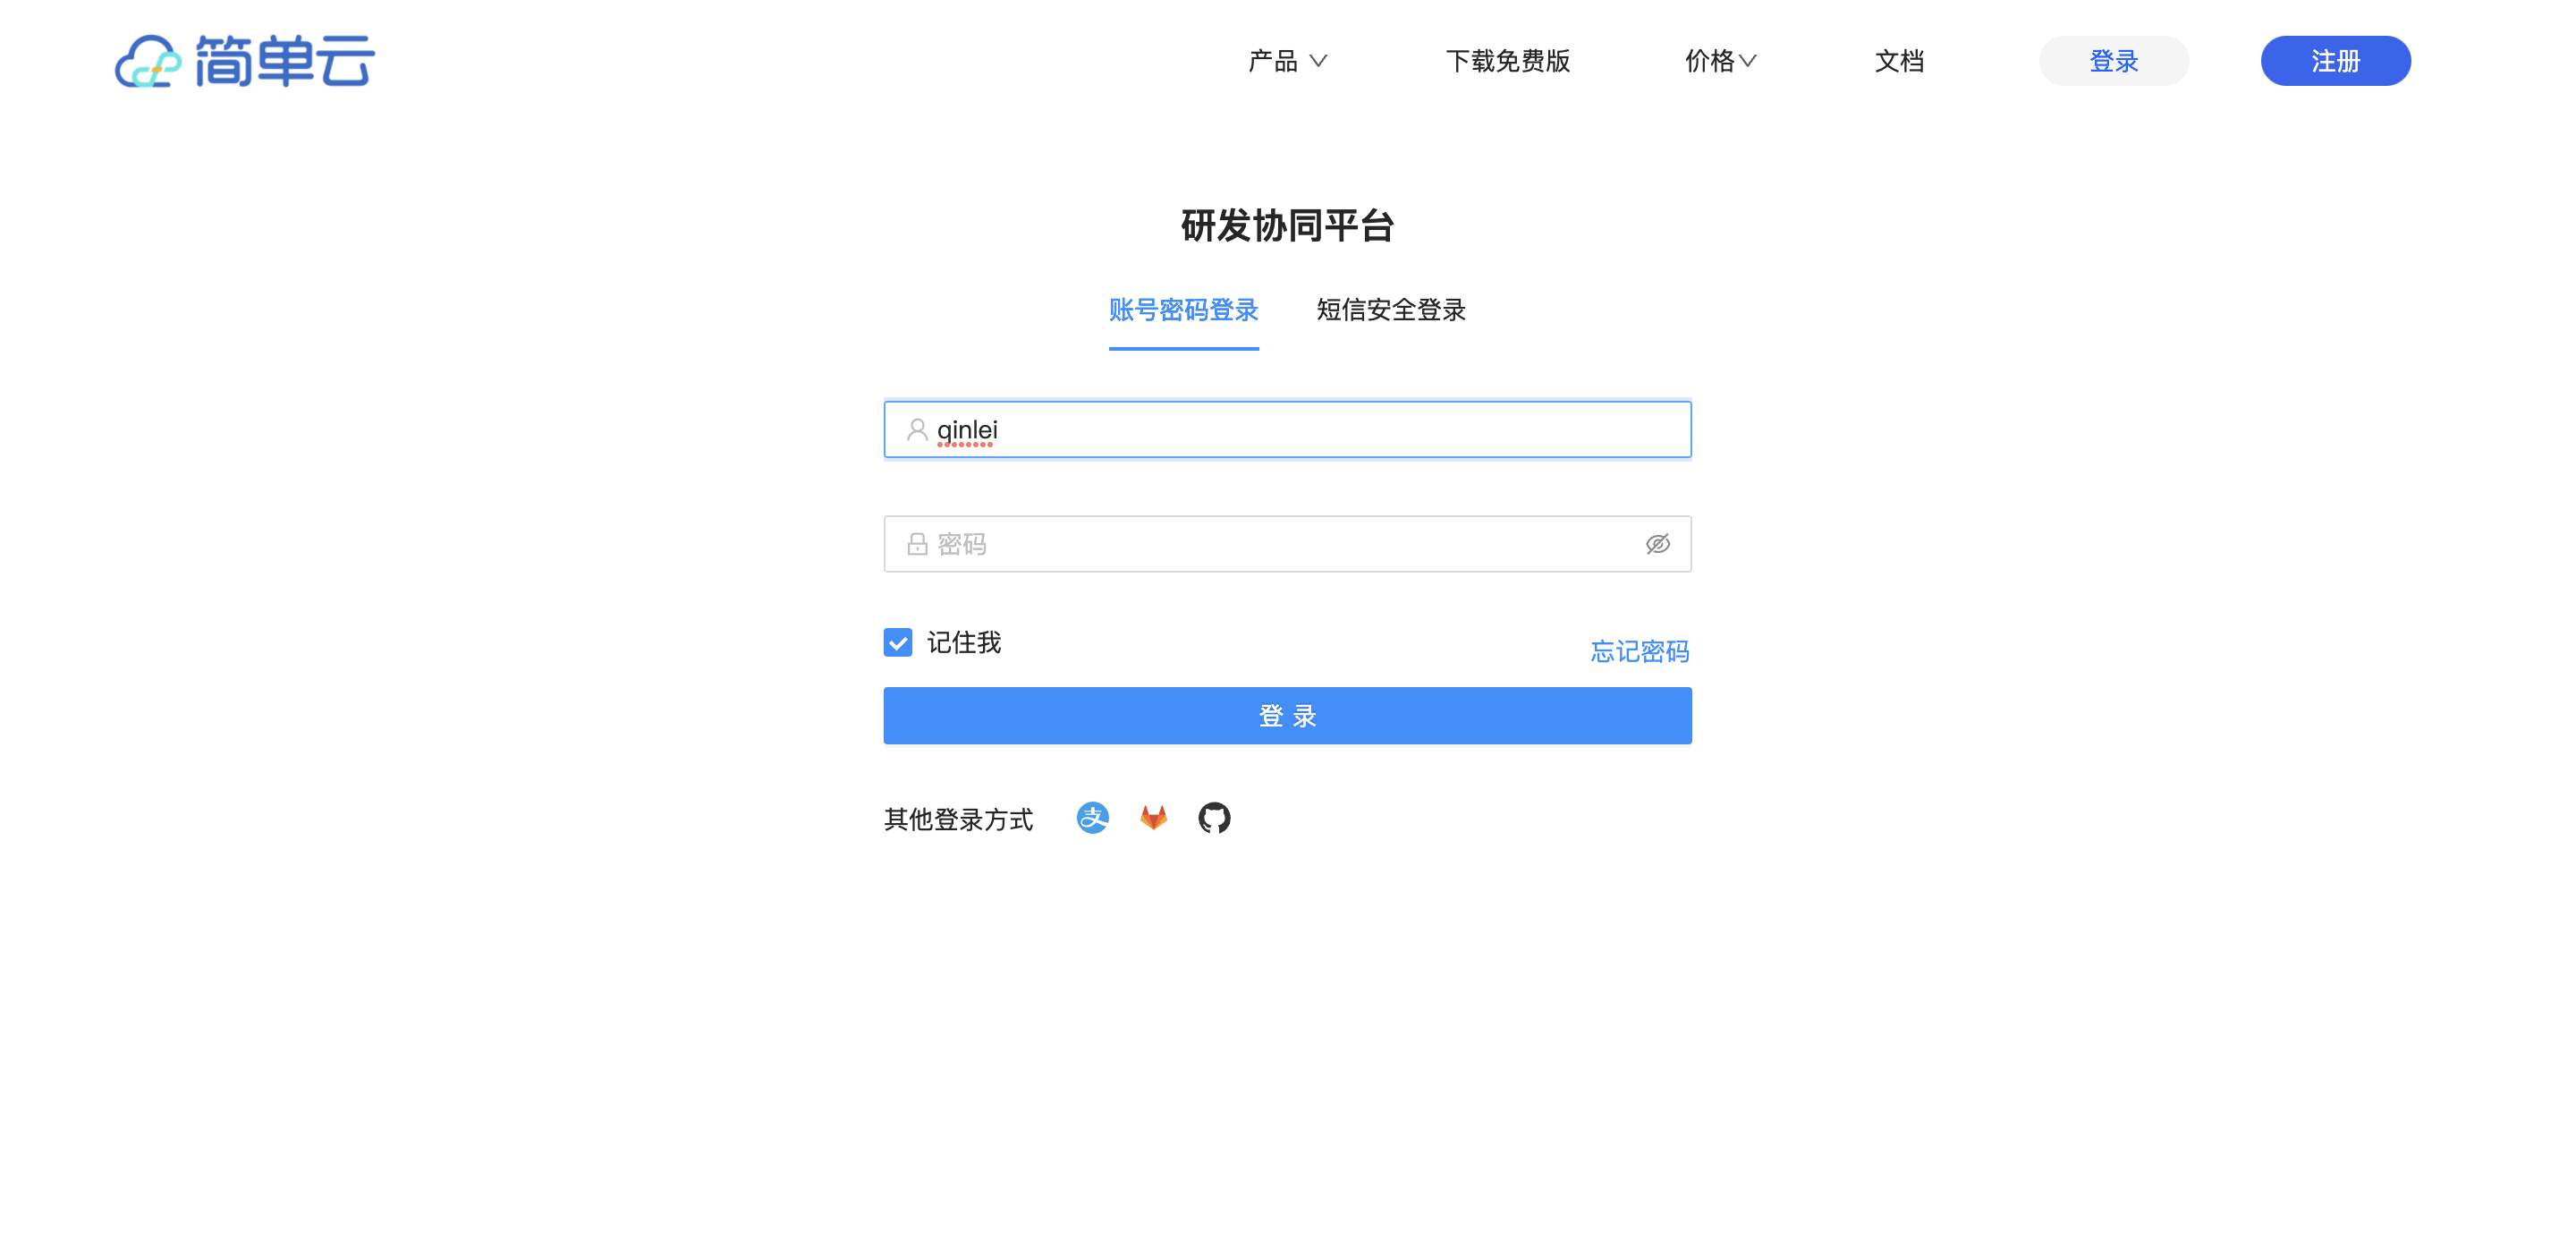 简单云 产品 下载免费版 价格 文档 登录 注册
研发协同平台
账号密码登录 短信安全登录
qinlei
密码
记住我 忘记密码
登 录
其他登录方式 支